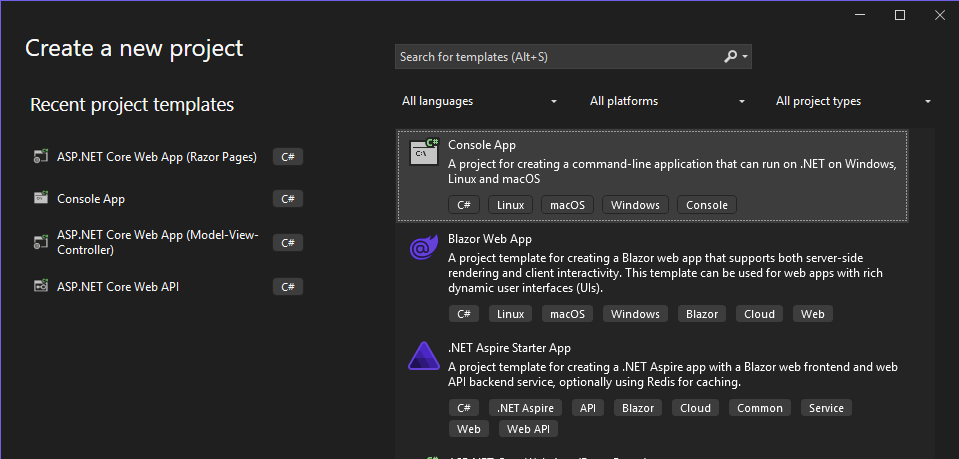 Create a new project
Search for templates (Alt+S)
Recent project templates
All languages
All platforms
All project types
ASP.NET Core Web App (Razor Pages)
C#
Console App
C#
ASP.NET Core Web App (Model-View-
Controller)
C#
ASP.NET Core Web API
C#
C#
C:\
Console App
A project for creating a command-line application that can run on .NET on Windows,
Linux and macOS
C# Linux macOS Windows Console
Blazor Web App
A project template for creating a Blazor web app that supports both server-side
rendering and client interactivity. This template can be used for web apps with rich
dynamic user interfaces (UIs).
C# Linux macOS Windows Blazor Cloud Web
.NET Aspire Starter App
A project template for creating a .NET Aspire app with a Blazor web frontend and web
API backend service, optionally using Redis for caching.
C# .NET Aspire API Blazor Cloud Common Service
Web Web API